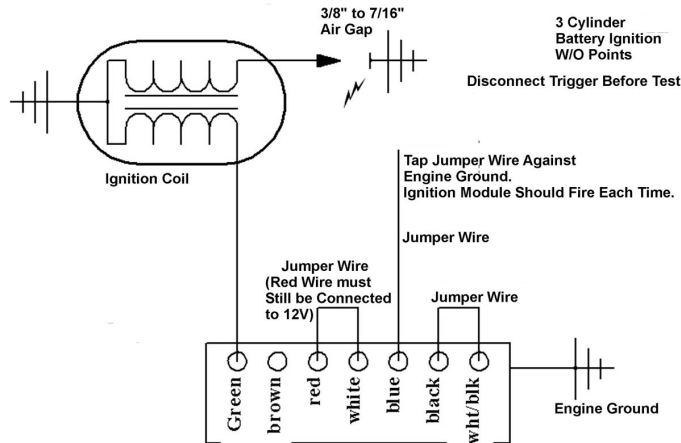 3/8" to 7/16"
Air Gap
3 Cylinder
Battery Ignition
W/O Points
Disconnect Trigger Before Test
Ignition Coil
Tap Jumper Wire Against
Engine Ground.
Ignition Module Should Fire Each Time.
Jumper Wire
Jumper Wire
(Red Wire must
Still be Connected
to 12V)
Jumper Wire
Green
brown
red
white
blue
black
wht/blk
Engine Ground